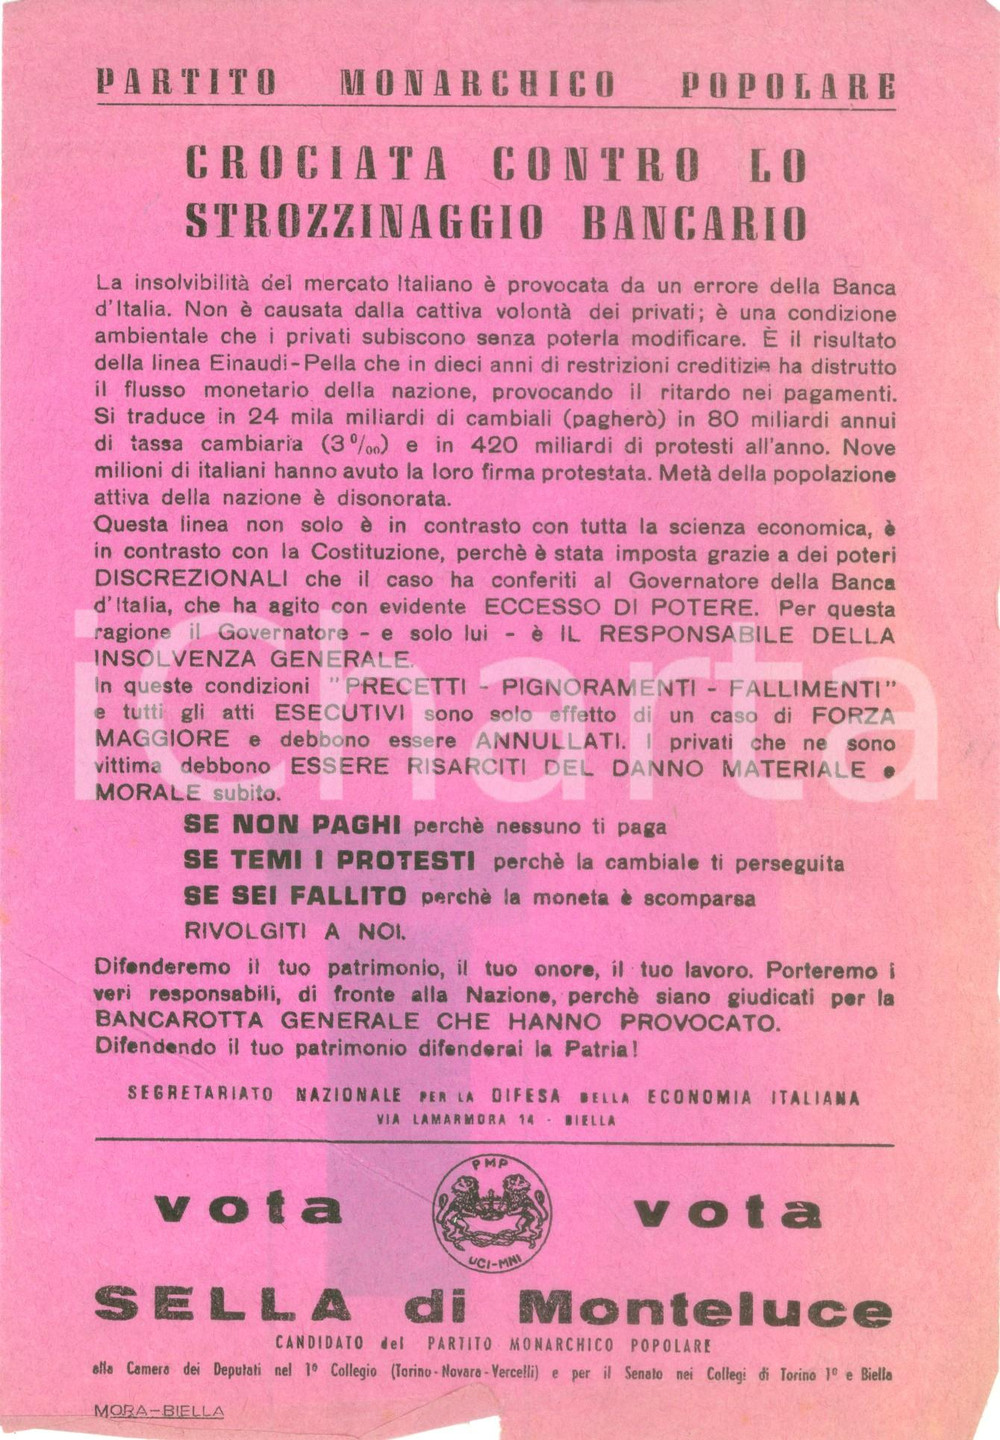 PARTITO MONARCHICO POPOLARE
CROCIATA CONTRO LO
STROZZINAGGIO BANCARIO
La insolvibilità del mercato Italiano è provocata da un errore della Banca
d'Italia. Non è causata dalla cattiva volontà dei privati; è una condizione
ambientale che i privati subiscono senza poterla modificare. È il risultato
della linea Einaudi-Pella che in dieci anni di restrizioni creditizie ha distrutto
il flusso monetario della nazione, provocando il ritardo nei pagamenti.
Si traduce in 24 mila miliardi di cambiali (pagherò) in 80 miliardi annui
di tassa cambiaria (3‰) e in 420 miliardi di protesti all'anno. Nove
milioni di italiani hanno avuto la loro firma protestata. Metà della popolazione
attiva della nazione è disonorata.
Questa linea non solo è in contrasto con tutta la scienza economica, è
in contrasto con la Costituzione, perchè è stata imposta grazie a dei poteri
DISCREZIONALI che il caso ha conferiti al Governatore della Banca
d'Italia, che ha agito con evidente ECCESSO DI POTERE. Per questa
ragione il Governatore - e solo lui - è IL RESPONSABILE DELLA
INSOLVENZA GENERALE.
In queste condizioni "PRECETTI - PIGNORAMENTI - FALLIMENTI"
e tutti gli atti ESECUTIVI sono solo effetto di un caso di FORZA
MAGGIORE e debbono essere ANNULLATI. I privati che ne sono
vittima debbono ESSERE RISARCITI DEL DANNO MATERIALE e
MORALE subito.
SE NON PAGHI perchè nessuno ti paga
SE TEMI I PROTESTI perchè la cambiale ti perseguita
SE SEI FALLITO perchè la moneta è scomparsa
RIVOLGITI A NOI.
Difenderemo il tuo patrimonio, il tuo onore, il tuo lavoro. Porteremo i
veri responsabili, di fronte alla Nazione, perchè siano giudicati per la
BANCAROTTA GENERALE CHE HANNO PROVOCATO.
Difendendo il tuo patrimonio difenderai la Patria!
SEGRETARIATO NAZIONALE PER LA DIFESA DELLA ECONOMIA ITALIANA
VIA LAMARMORA 14 - BIELLA
vota PMP vota
UCI-MNI
SELLA di Monteluce
CANDIDATO del PARTITO MONARCHICO POPOLARE
alla Camera dei Deputati nel 1º Collegio (Torino-Novara-Vercelli) e per il Senato nei Collegi di Torino 1º e Biella
MORA-BIELLA
iCharta